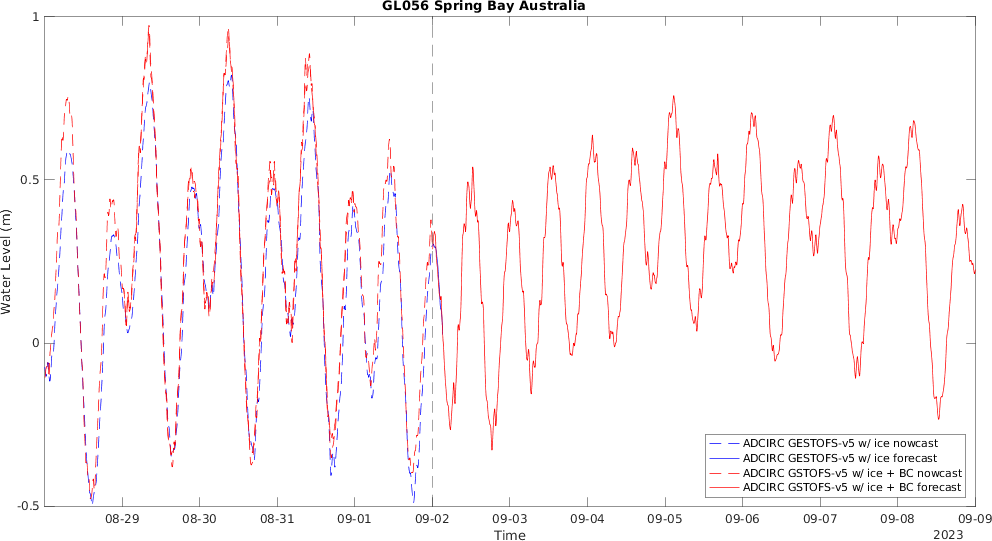 GL056 Spring Bay Australia
Water Level (m)
1
0.5
0
-0.5
08-29 08-30 08-31 09-01 09-02 09-03 09-04 09-05 09-06 09-07 09-08 09-09
Time
2023
ADCIRC GESTOFS-v5 w/ ice nowcast
ADCIRC GESTOFS-v5 w/ ice forecast
ADCIRC GSTOFS-v5 w/ ice + BC nowcast
ADCIRC GSTOFS-v5 w/ ice + BC forecast